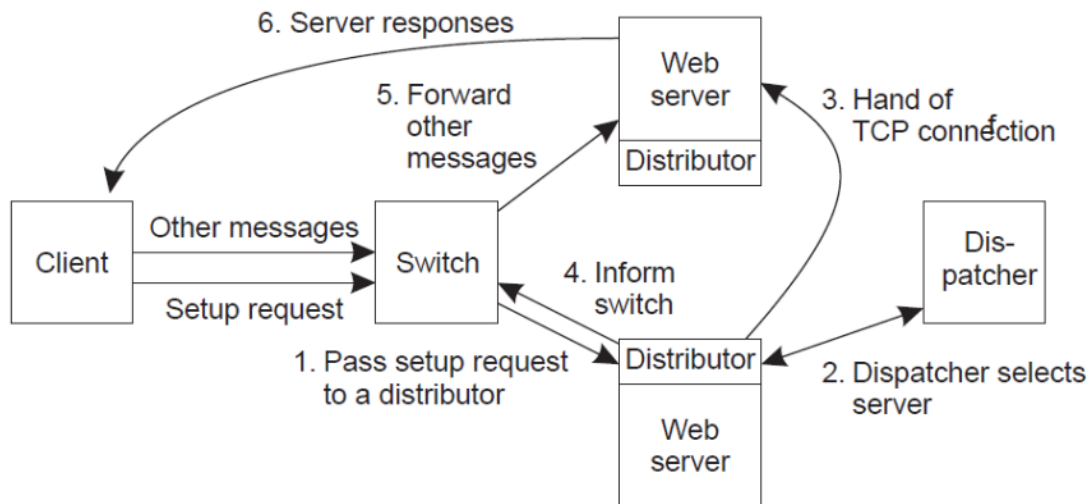 6. Server responses
Web
server
Distributor
5. Forward
other
messages
3. Hand of
f
TCP connection
Client
Other messages
Setup request
Switch
4. Inform
switch
Dis-
patcher
1. Pass setup request
to a distributor
Distributor
Web
server
2. Dispatcher selects
server